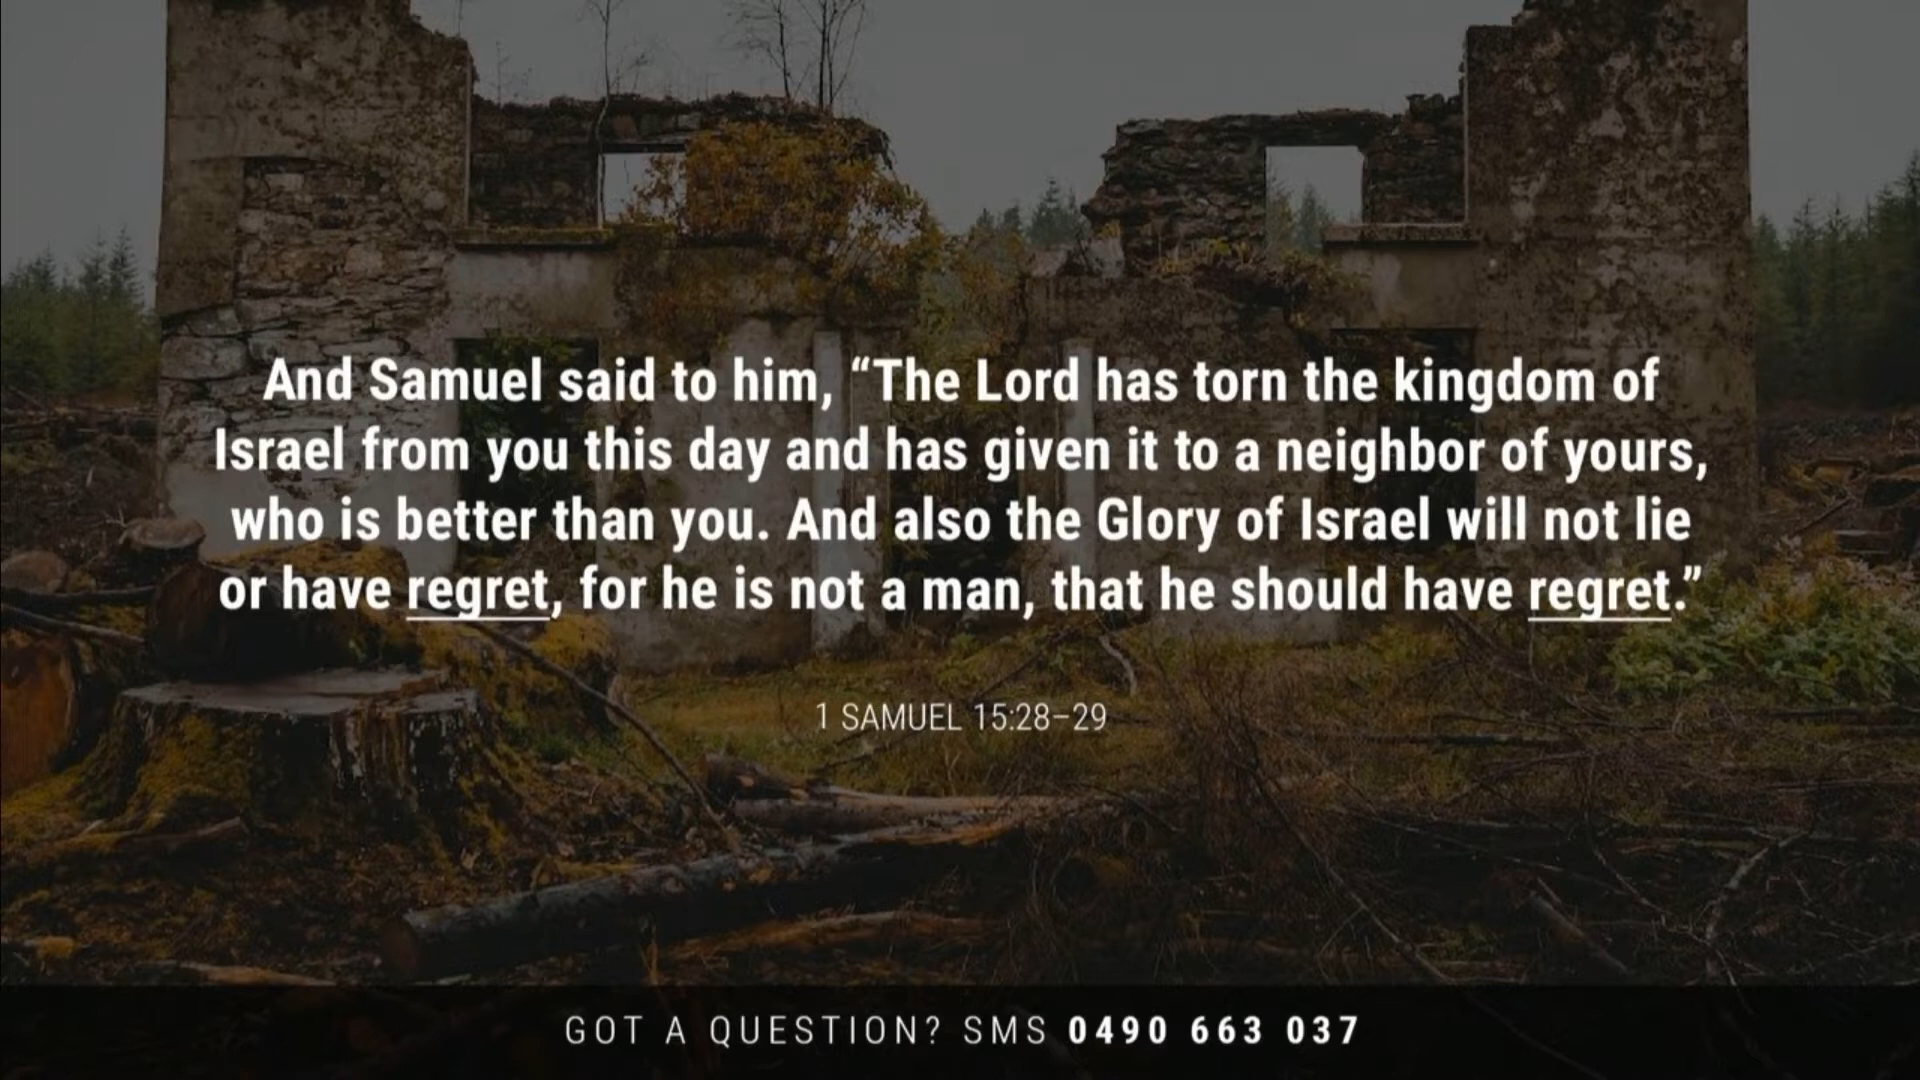 And Samuel said to him, “The Lord has torn the kingdom of
Israel from you this day and has given it to a neighbor of yours,
who is better than you. And also the Glory of Israel will not lie
or have regret, for he is not a man, that he should have regret.”
1 SAMUEL 15:28–29
GOT A QUESTION? SMS 0490 663 037